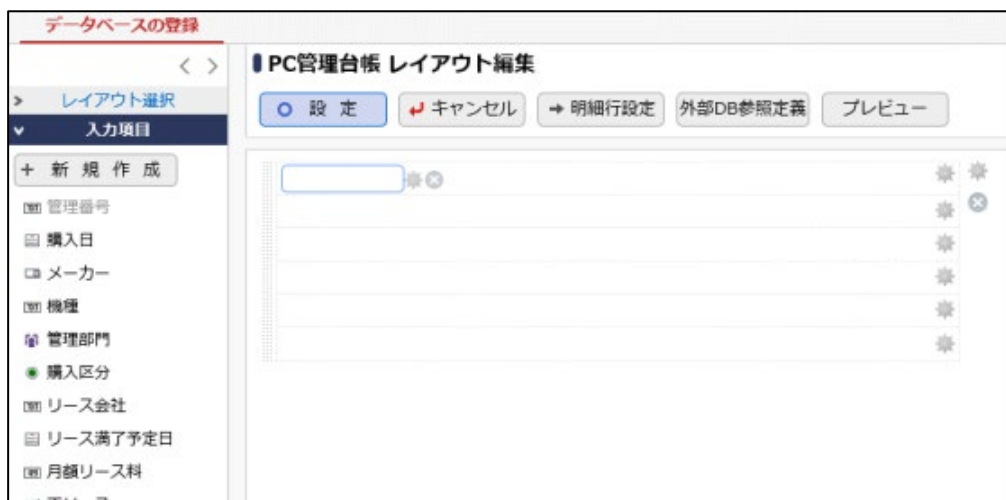 データベースの登録
レイアウト選択
入力項目
+ 新規作成
管理番号
購入日
メーカー
機種
管理部門
購入区分
リース会社
リース満了予定日
月額リース料
PC管理台帳 レイアウト編集
設定
キャンセル
明細行設定
外部DB参照定義
プレビュー